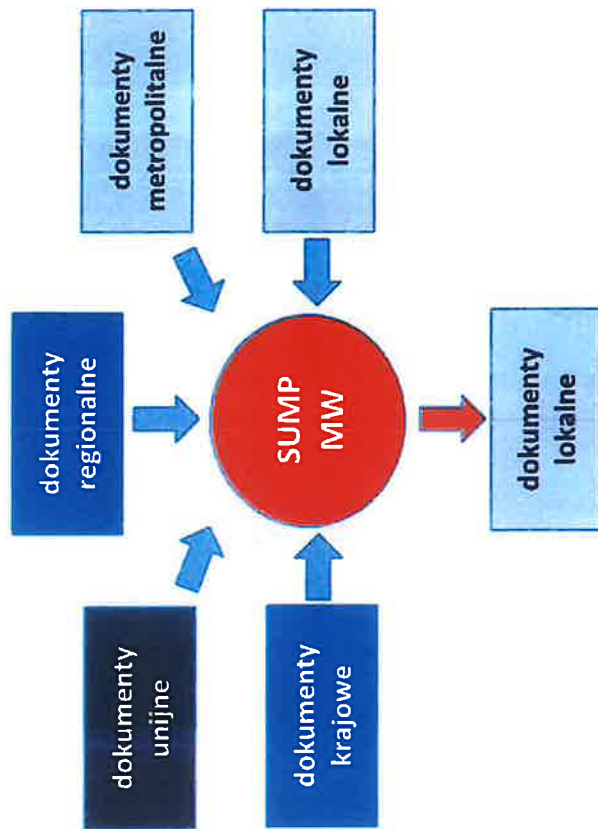 dokumenty
unijne
dokumenty
regionalne
dokumenty
metropolitalne
dokumenty
krajowe
SUMP
MW
dokumenty
lokalne
dokumenty
lokalne